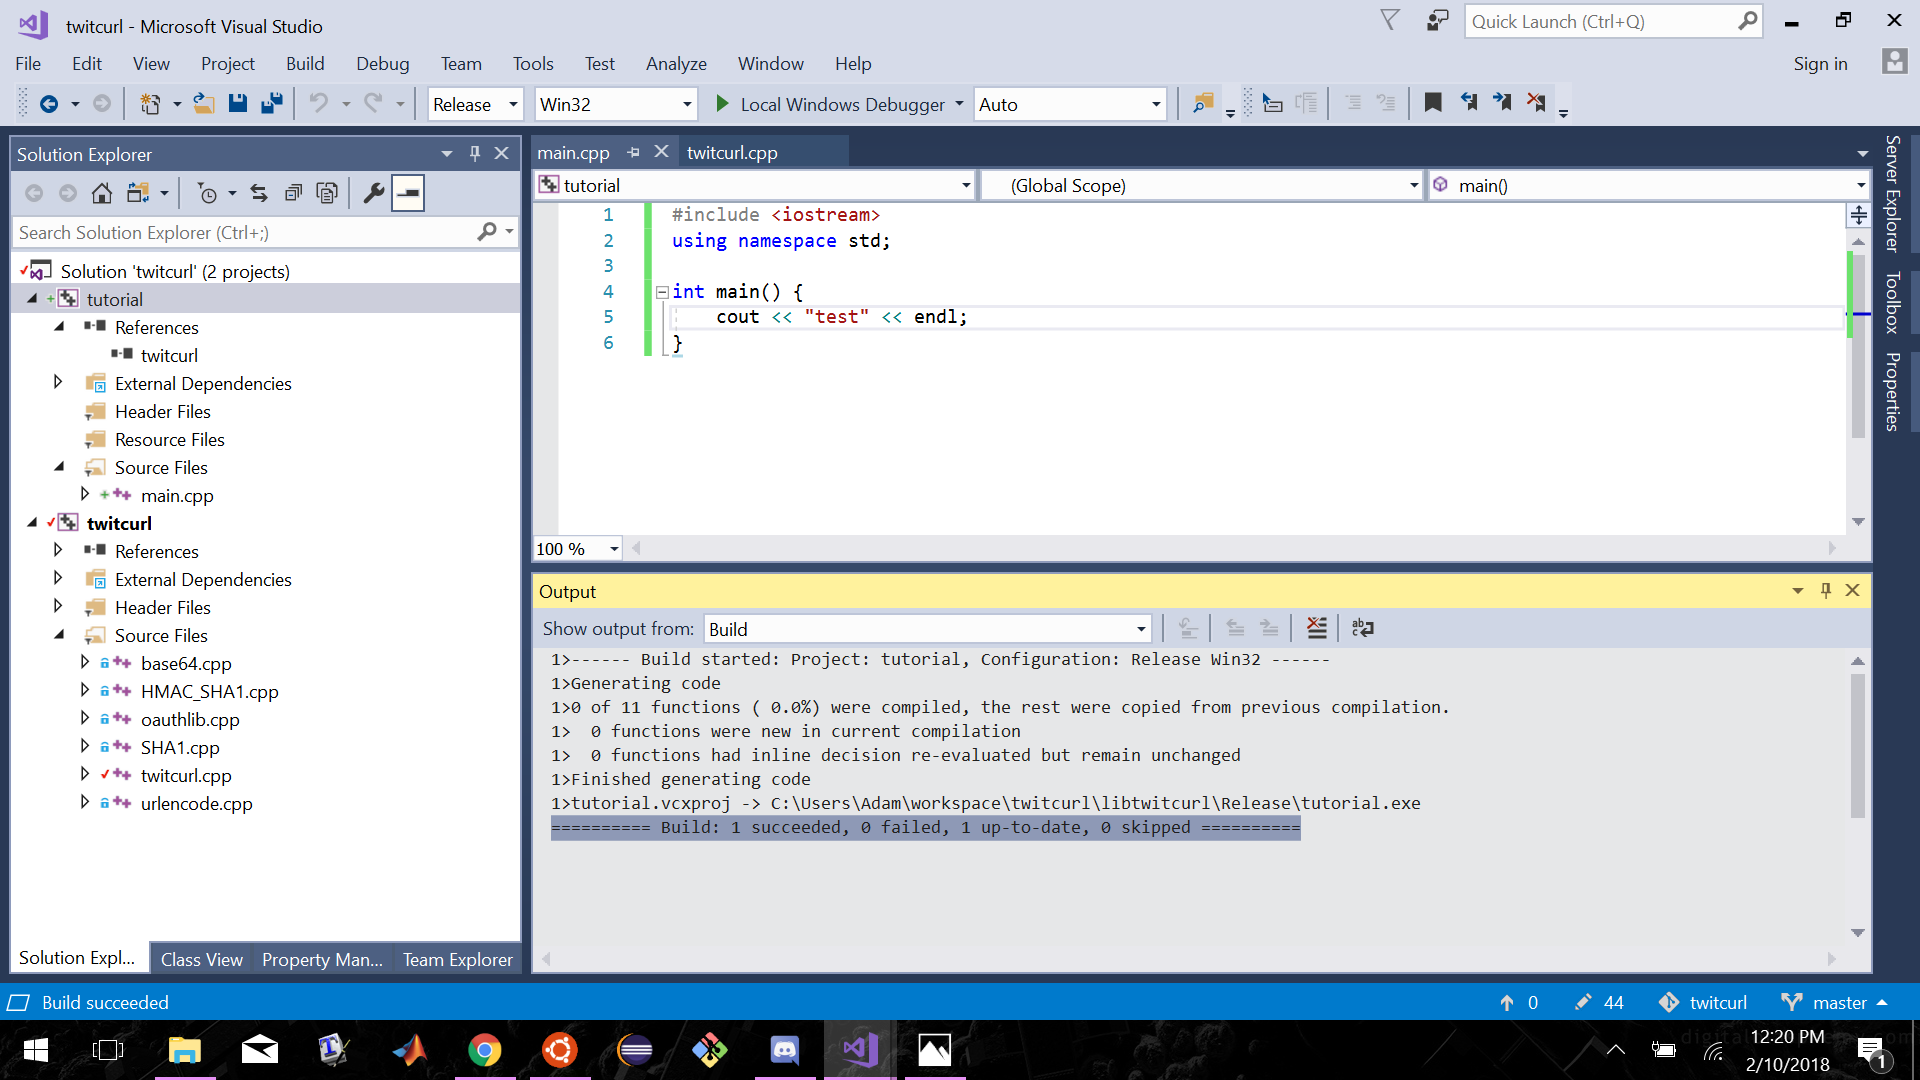 twitcurl - Microsoft Visual Studio
Quick Launch (Ctrl+Q)
File Edit View Project Build Debug Team Tools Test Analyze Window Help
Sign in
Release Win32 Local Windows Debugger Auto
Solution Explorer
Search Solution Explorer (Ctrl+;)
Solution 'twitcurl' (2 projects)
tutorial
References
twitcurl
External Dependencies
Header Files
Resource Files
Source Files
main.cpp
twitcurl
References
External Dependencies
Header Files
Source Files
base64.cpp
HMAC_SHA1.cpp
oauthlib.cpp
SHA1.cpp
twitcurl.cpp
urlencode.cpp
Solution Expl... Class View Property Man... Team Explorer
main.cpp twitcurl.cpp
tutorial (Global Scope) main()
1 #include <iostream>
2 using namespace std;
3
4 int main() {
5 cout << "test" << endl;
6 }
100 %
Output
Show output from: Build
1>------ Build started: Project: tutorial, Configuration: Release Win32 ------
1>Generating code
1>0 of 11 functions ( 0.0%) were compiled, the rest were copied from previous compilation.
1>  0 functions were new in current compilation
1>  0 functions had inline decision re-evaluated but remain unchanged
1>Finished generating code
1>tutorial.vcxproj -> C:\Users\Adam\workspace\twitcurl\libtwitcurl\Release\tutorial.exe
========== Build: 1 succeeded, 0 failed, 1 up-to-date, 0 skipped ==========
Server Explorer
Toolbox
Properties
Build succeeded
0 44 twitcurl master
12:20 PM
2/10/2018
1